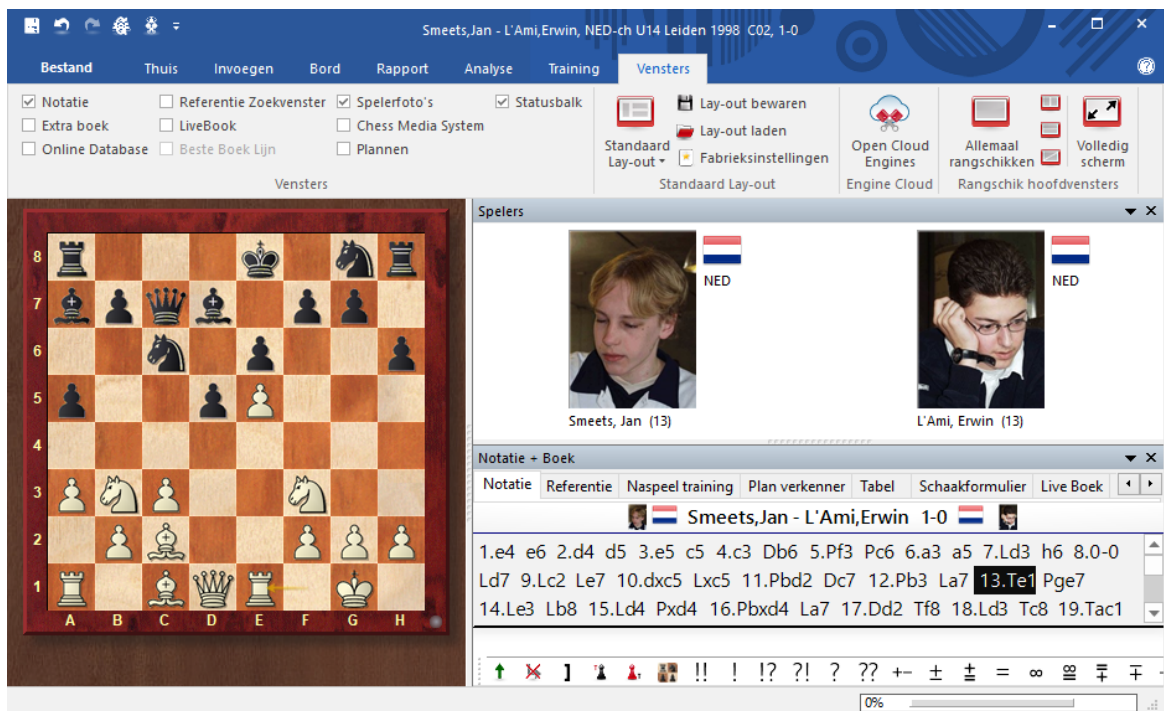 Smeets,Jan - L'Ami,Erwin, NED-ch U14 Leiden 1998 C02, 1-0
Bestand Thuis Invoegen Bord Rapport Analyse Training Vensters
Notatie Referentie Zoekvenster Spelerfoto's Statusbalk
Extra boek LiveBook Chess Media System
Online Database Beste Boek Lijn Plannen
Vensters
Standaard Lay-out
Lay-out bewaren
Lay-out laden
Fabrieksinstellingen
Standaard Lay-out
Open Cloud
Engines
Engine Cloud
Allemaal
rangschikken
Volledig
scherm
Rangschik hoofdvensters
8
7
6
5
4
3
2
1
A B C D E F G H
Spelers
NED
NED
Smeets, Jan (13)
L'Ami, Erwin (13)
Notatie + Boek
Notatie Referentie Naspeel training Plan verkenner Tabel Schaakformulier Live Boek
Smeets,Jan - L'Ami,Erwin 1-0
1.e4 e6 2.d4 d5 3.e5 c5 4.c3 Db6 5.Pf3 Pc6 6.a3 a5 7.Ld3 h6 8.0-0
Ld7 9.Lc2 Le7 10.dxc5 Lxc5 11.Pbd2 Dc7 12.Pb3 La7 13.Te1 Pge7
14.Le3 Lb8 15.Ld4 Pxd4 16.Pbxd4 La7 17.Dd2 Tf8 18.Ld3 Tc8 19.Tac1
] !! ! !? ?! ? ?? +- ± ⩲ = ∞ ⯹ ⩱ ∓
0%